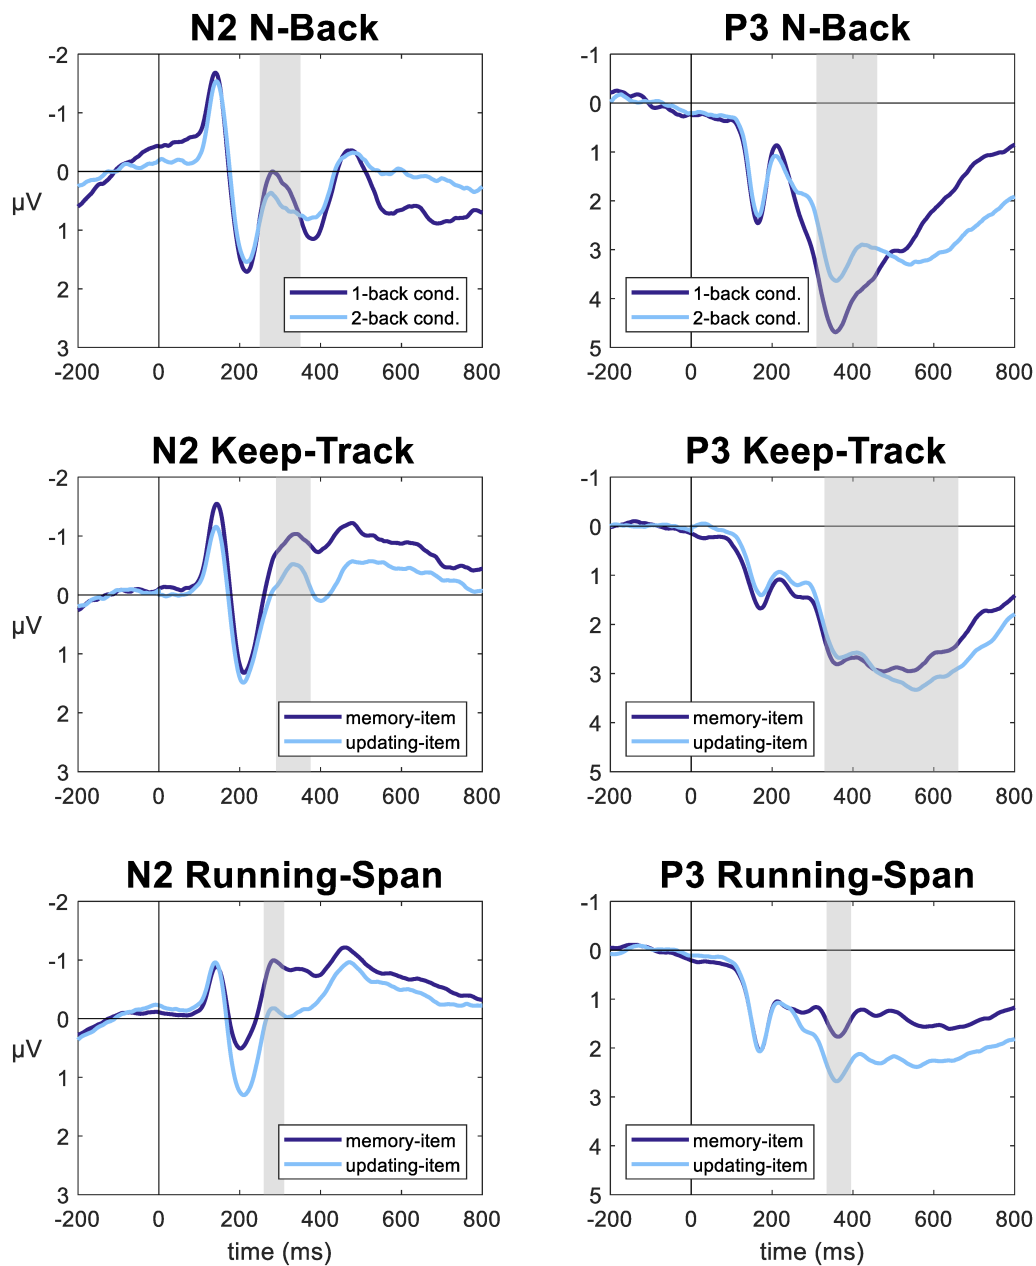 N2 N-Back
-2
-1
0
1
2
3
μV
1-back cond.
2-back cond.
-200 0 200 400 600 800
P3 N-Back
-1
0
1
2
3
4
5
1-back cond.
2-back cond.
-200 0 200 400 600 800
N2 Keep-Track
-2
-1
0
1
2
3
μV
memory-item
updating-item
-200 0 200 400 600 800
P3 Keep-Track
-1
0
1
2
3
4
5
memory-item
updating-item
-200 0 200 400 600 800
N2 Running-Span
-2
-1
0
1
2
3
μV
memory-item
updating-item
-200 0 200 400 600 800
time (ms)
P3 Running-Span
-1
0
1
2
3
4
5
memory-item
updating-item
-200 0 200 400 600 800
time (ms)